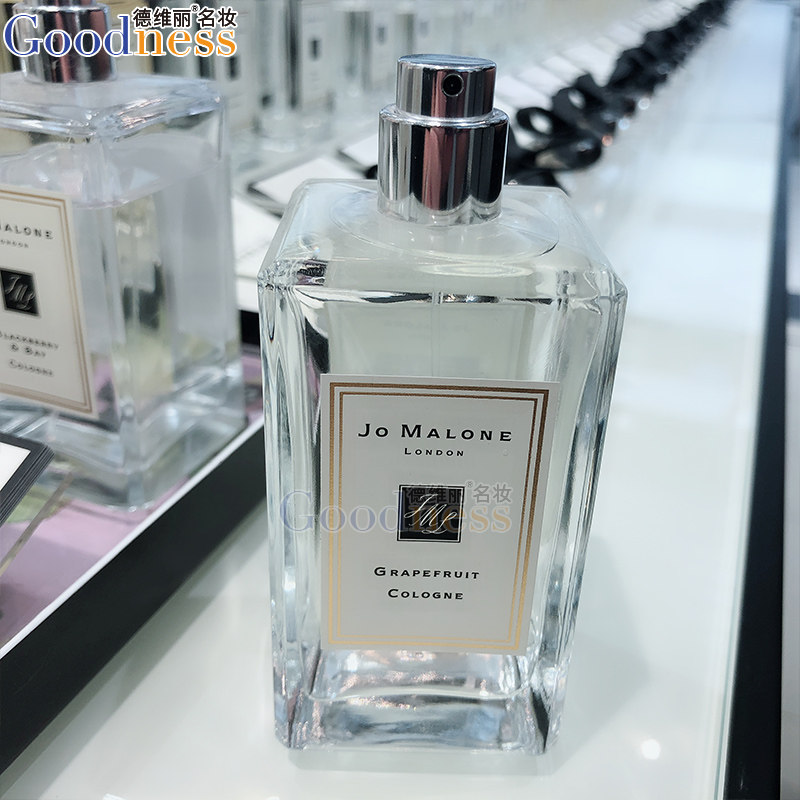 德维丽®名妆
Goodness
MALONE
LONDON
BLACKBERRY
& BAY
COLOGNE
JO MALONE
LONDON
德维丽®名妆
Goodness
GRAPEFRUIT
COLOGNE